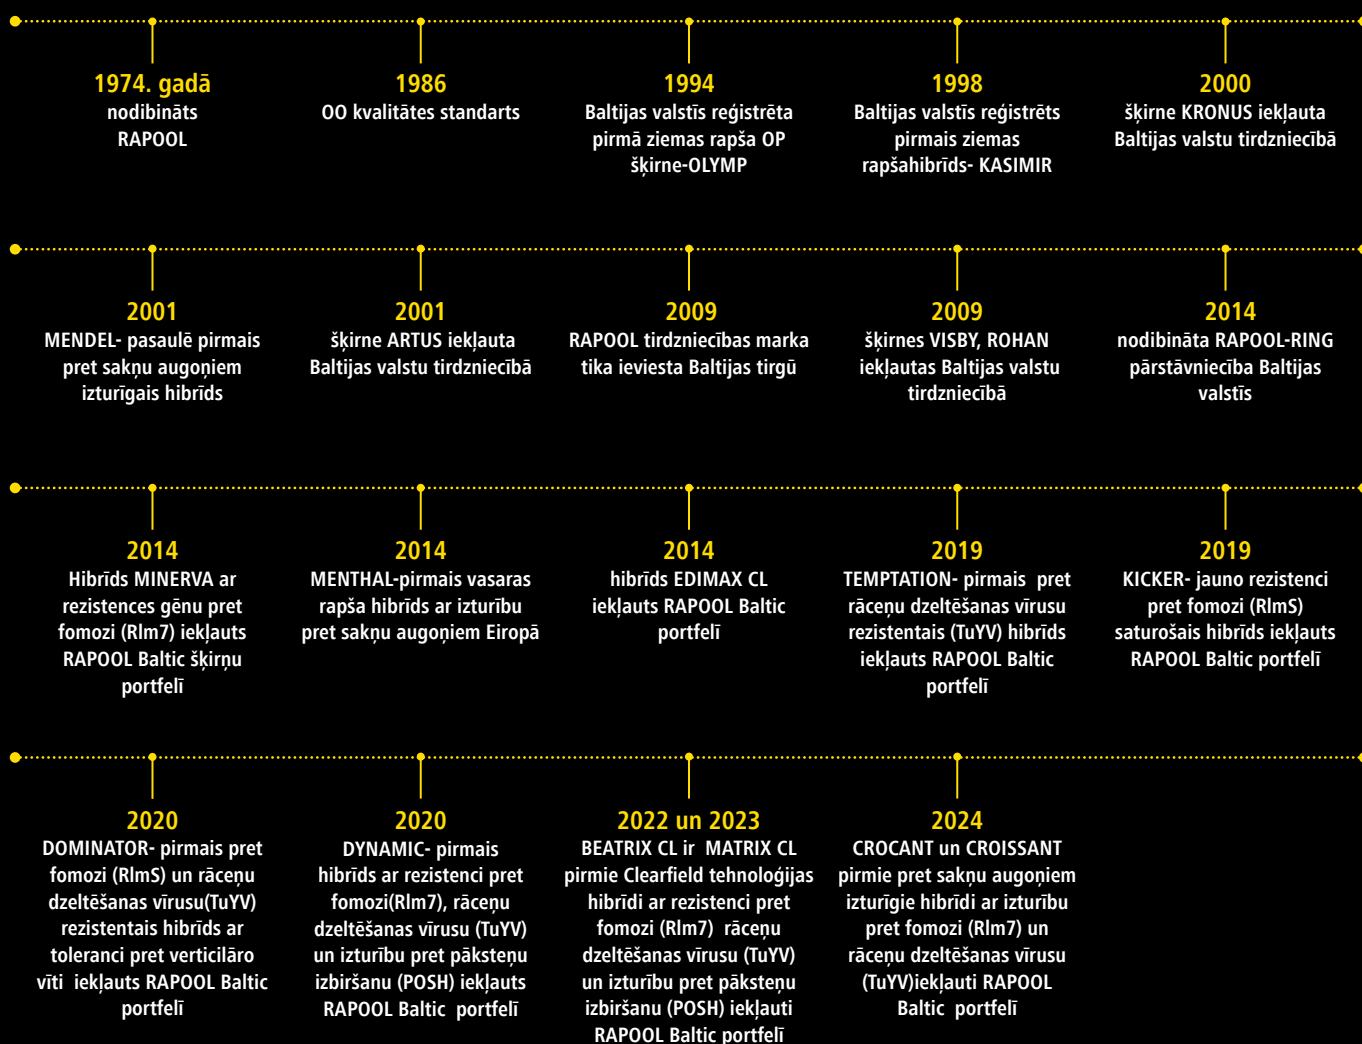 1974. gadā
nodibināts
RAPOOL
1986
OO kvalitātes standarts
1994
Baltijas valstīs reģistrēta
pirmā ziemas rapša OP
šķirne-OLYMP
1998
Baltijas valstīs reģistrēts
pirmais ziemas
rapšahibrīds- KASIMIR
2000
šķirne KRONUS iekļauta
Baltijas valstu tirdzniecībā
2001
MENDEL- pasaulē pirmais
pret sakņu augoņiem
izturīgais hibrīds
2001
šķirne ARTUS iekļauta
Baltijas valstu tirdzniecībā
2009
RAPOOL tirdzniecības marka
tika ieviesta Baltijas tirgū
2009
šķirnes VISBY, ROHAN
iekļautas Baltijas valstu
tirdzniecībā
2014
nodibināta RAPOOL-RING
pārstāvniecība Baltijas
valstīs
2014
Hibrīds MINERVA ar
rezistences gēnu pret
fomozi (Rlm7) iekļauts
RAPOOL Baltic šķirņu
portfelī
2014
MENTHAL-pirmais vasaras
rapša hibrīds ar izturību
pret sakņu augoņiem Eiropā
2014
hibrīds EDIMAX CL
iekļauts RAPOOL Baltic
portfelī
2019
TEMPTATION- pirmais pret
rāceņu dzeltēšanas vīrusu
rezistentais (TuYV) hibrīds
iekļauts RAPOOL Baltic
portfelī
2019
KICKER- jauno rezistenci
pret fomozi (RlmS)
saturošais hibrīds iekļauts
RAPOOL Baltic portfelī
2020
DOMINATOR- pirmais pret
fomozi (RlmS) un rāceņu
dzeltēšanas vīrusu(TuYV)
rezistentais hibrīds ar
toleranci pret verticilāro
vīti iekļauts RAPOOL Baltic
portfelī
2020
DYNAMIC- pirmais
hibrīds ar rezistenci pret
fomozi(Rlm7), rāceņu
dzeltēšanas vīrusu (TuYV)
un izturību pret pāksteņu
izbiršanu (POSH) iekļauts
RAPOOL Baltic portfelī
2022 un 2023
BEATRIX CL ir MATRIX CL
pirmie Clearfield tehnoloģijas
hibrīdi ar rezistenci pret
fomozi (Rlm7) rāceņu
dzeltēšanas vīrusu (TuYV)
un izturību pret pāksteņu
izbiršanu (POSH) iekļauti
RAPOOL Baltic portfelī
2024
CROCANT un CROISSANT
pirmie pret sakņu augoņiem
izturīgie hibrīdi ar izturību
pret fomozi (Rlm7) un
rāceņu dzeltēšanas vīrusu
(TuYV)iekļauti RAPOOL
Baltic portfelī